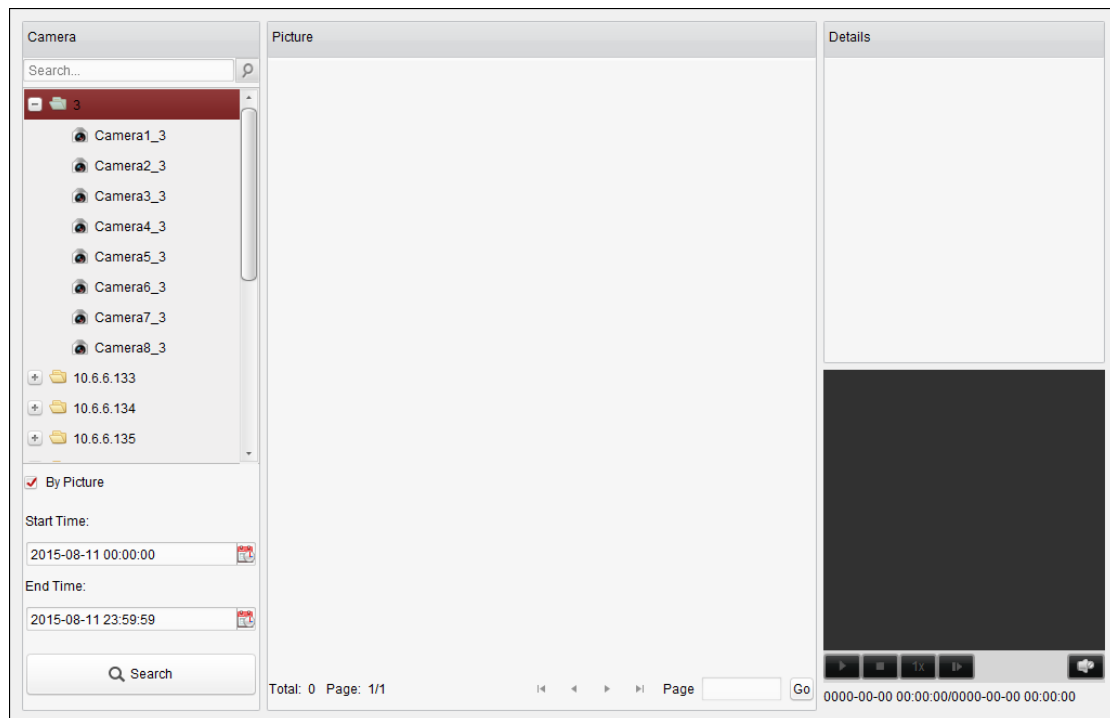 Camera
Search...
3
Camera1_3
Camera2_3
Camera3_3
Camera4_3
Camera5_3
Camera6_3
Camera7_3
Camera8_3
10.6.6.133
10.6.6.134
10.6.6.135
By Picture
Start Time:
2015-08-11 00:00:00
End Time:
2015-08-11 23:59:59
Search
Picture
Total: 0 Page: 1/1
Page
Go
Details
1x
0000-00-00 00:00:00/0000-00-00 00:00:00